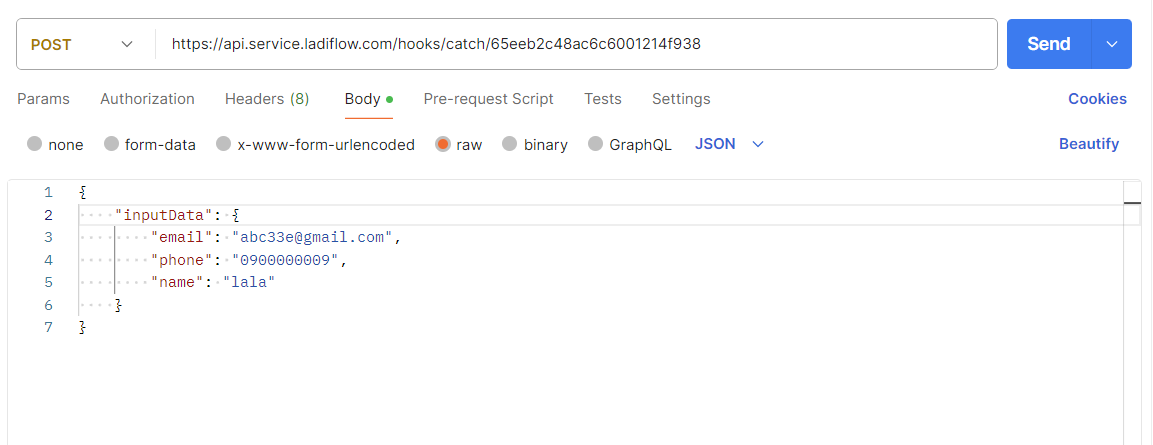 POST https://api.service.ladiflow.com/hooks/catch/65eeb2c48ac6c6001214f938 Send
Params Authorization Headers (8) Body Pre-request Script Tests Settings Cookies
none form-data x-www-form-urlencoded raw binary GraphQL JSON Beautify
1 {
2 "inputData": {
3 "email": "abc33e@gmail.com",
4 "phone": "0900000009",
5 "name": "lala"
6 }
7 }